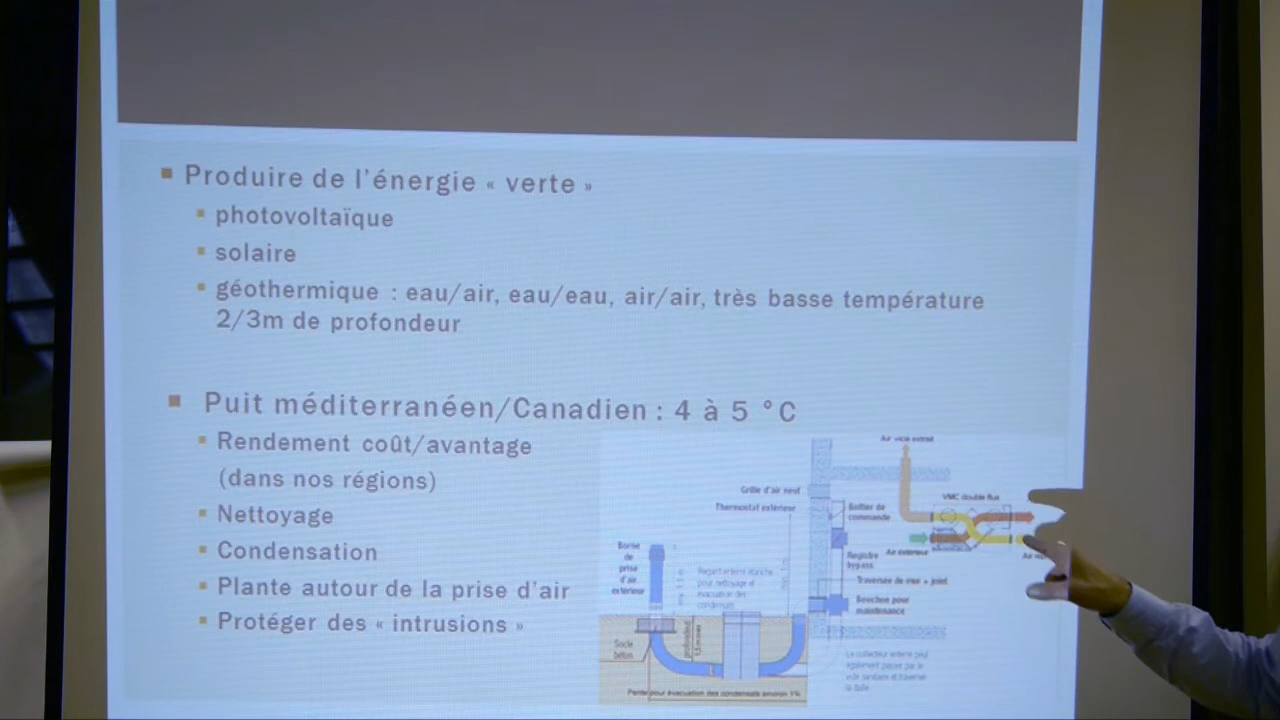 Produire de l'énergie « verte »
photovoltaïque
solaire
géothermique : eau/air, eau/eau, air/air, très basse température
2/3m de profondeur
Puit méditerranéen/Canadien : 4 à 5 °C
Rendement coût/avantage
(dans nos régions)
Nettoyage
Condensation
Plante autour de la prise d'air
Protéger des « intrusions »
Air vicié extrait
Grille d'air neuf
VMC double flux
Thermostat extérieur
Boîtier de
commande
Borne
de
prise
d'air
extérieur
Air extérieur
Registre
bypass
Regard interne étanche
pour nettoyage et
évacuation des
condensats
Traversée de mur + joint
Bouchon pour
maintenance
Socle
béton
Le collecteur enterré peut
également passer par le
vide sanitaire et traverser
la dalle
Pente pour évacuation des condensats environ 1%